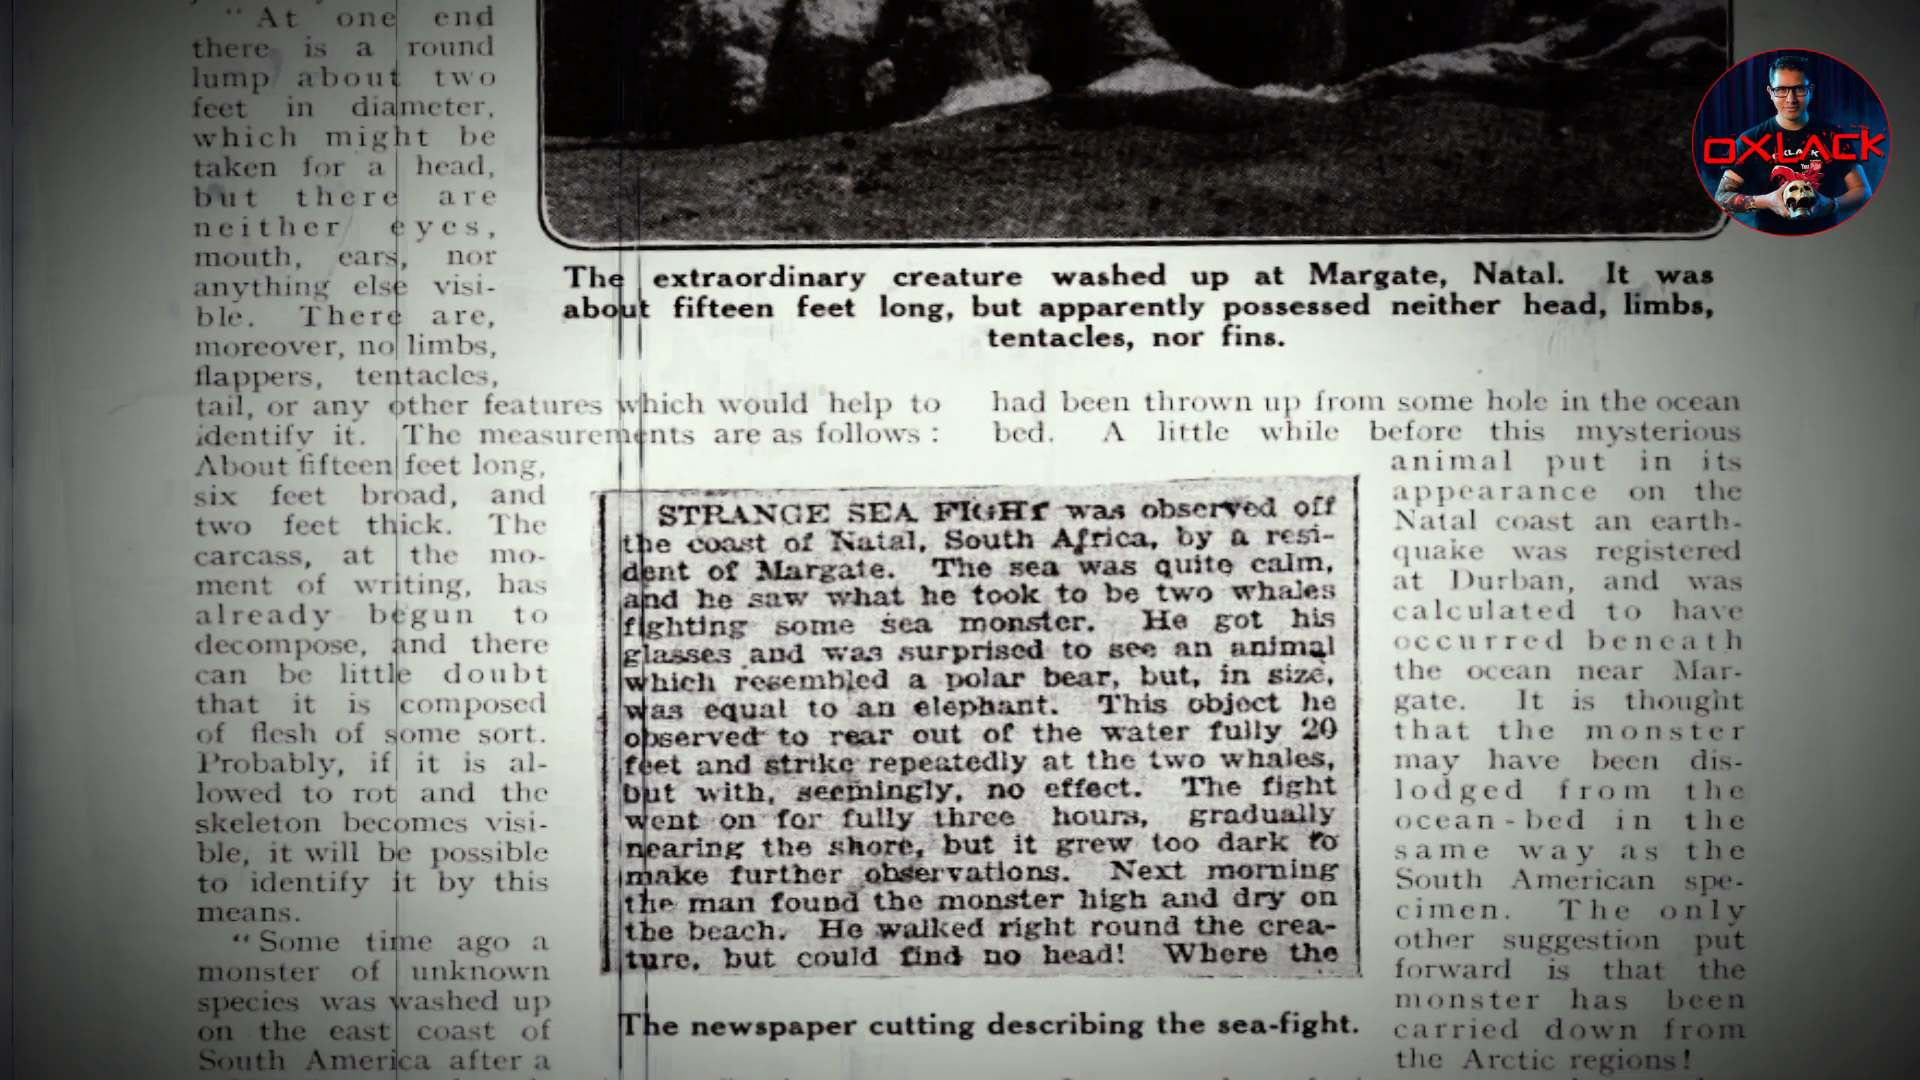 "At one end
there is a round
lump about two
feet in diameter,
which might be
taken for a head,
but there are
neither eyes,
mouth, ears, nor
anything else visi-
ble. There are,
moreover, no limbs,
flappers, tentacles,
tail, or any other features which would help to
identify it. The measurements are as follows:
About fifteen feet long,
six feet broad, and
two feet thick. The
carcass, at the mo-
ment of writing, has
already begun to
decompose, and there
can be little doubt
that it is composed
of flesh of some sort.
Probably, if it is al-
lowed to rot and the
skeleton becomes visi-
ble, it will be possible
to identify it by this
means.
"Some time ago a
monster of unknown
species was washed up
on the east coast of
South America after a
The extraordinary creature washed up at Margate, Natal. It was
about fifteen feet long, but apparently possessed neither head, limbs,
tentacles, nor fins.
STRANGE SEA FIGHT was observed off
the coast of Natal, South Africa, by a resi-
dent of Margate. The sea was quite calm,
and he saw what he took to be two whales
fighting some sea monster. He got his
glasses and was surprised to see an animal
which resembled a polar bear, but, in size,
was equal to an elephant. This object he
observed to rear out of the water fully 20
feet and strike repeatedly at the two whales,
but with, seemingly, no effect. The fight
went on for fully three hours, gradually
nearing the shore, but it grew too dark to
make further observations. Next morning
the man found the monster high and dry on
the beach. He walked right round the crea-
ture, but could find no head! Where the
The newspaper cutting describing the sea-fight.
had been thrown up from some hole in the ocean
bed. A little while before this mysterious
animal put in its
appearance on the
Natal coast an earth-
quake was registered
at Durban, and was
calculated to have
occurred beneath
the ocean near Mar-
gate. It is thought
that the monster
may have been dis-
lodged from the
ocean-bed in the
same way as the
South American spe-
cimen. The only
other suggestion put
forward is that the
monster has been
carried down from
the Arctic regions!
OXLACK